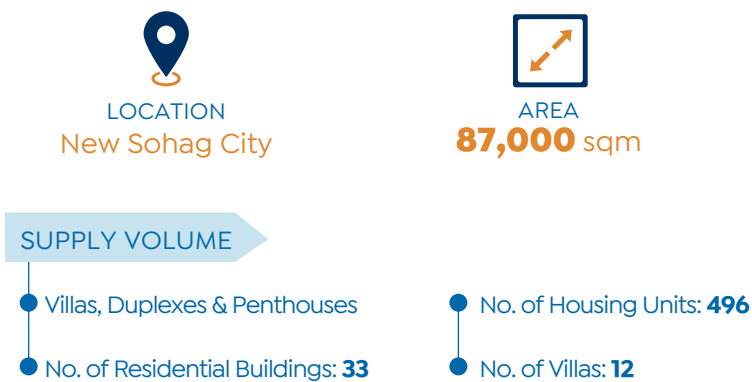 LOCATION
New Sohag City
AREA
87,000 sqm
SUPPLY VOLUME
Villas, Duplexes & Penthouses
No. of Residential Buildings: 33
No. of Housing Units: 496
No. of Villas: 12